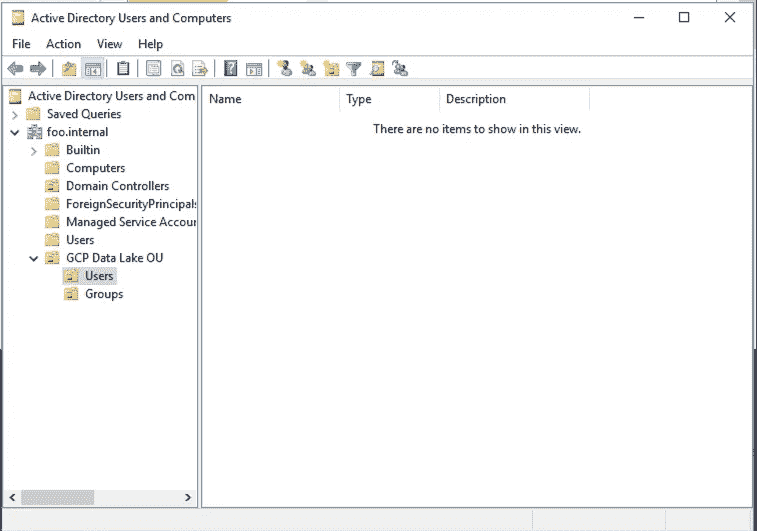 Active Directory Users and Computers
File Action View Help
Active Directory Users and Com
Saved Queries
foo.internal
Builtin
Computers
Domain Controllers
ForeignSecurityPrincipals
Managed Service Accour
Users
GCP Data Lake OU
Users
Groups
Name Type Description
There are no items to show in this view.